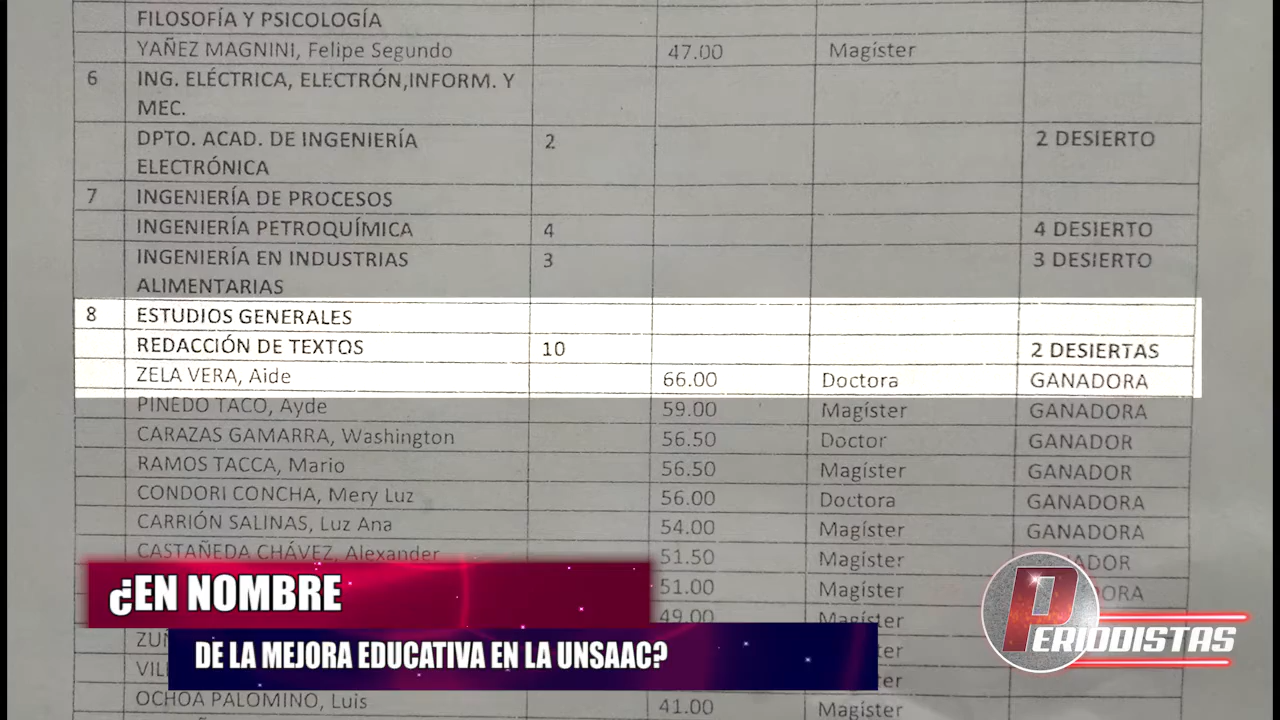 FILOSOFÍA Y PSICOLOGÍA
YAÑEZ MAGNINI, Felipe Segundo 47.00 Magíster
6 ING. ELÉCTRICA, ELECTRÓN,INFORM. Y
MEC.
DPTO. ACAD. DE INGENIERÍA 2 2 DESIERTO
ELECTRÓNICA
7 INGENIERÍA DE PROCESOS
INGENIERÍA PETROQUÍMICA 4 4 DESIERTO
INGENIERÍA EN INDUSTRIAS 3 3 DESIERTO
ALIMENTARIAS
8 ESTUDIOS GENERALES
REDACCIÓN DE TEXTOS 10 2 DESIERTAS
ZELA VERA, Aide 66.00 Doctora GANADORA
PINEDO TACO, Ayde 59.00 Magíster GANADORA
CARAZAS GAMARRA, Washington 56.50 Doctor GANADOR
RAMOS TACCA, Mario 56.50 Magíster GANADOR
CONDORI CONCHA, Mery Luz 56.00 Doctora GANADORA
CARRIÓN SALINAS, Luz Ana 54.00 Magíster GANADORA
CASTAÑEDA CHÁVEZ, Alexander 51.50 Magíster
51.00 Magíster
49.00 Magíster
OCHOA PALOMINO, Luis 41.00 Magíster
¿EN NOMBRE
DE LA MEJORA EDUCATIVA EN LA UNSAAC?
PERIODISTAS